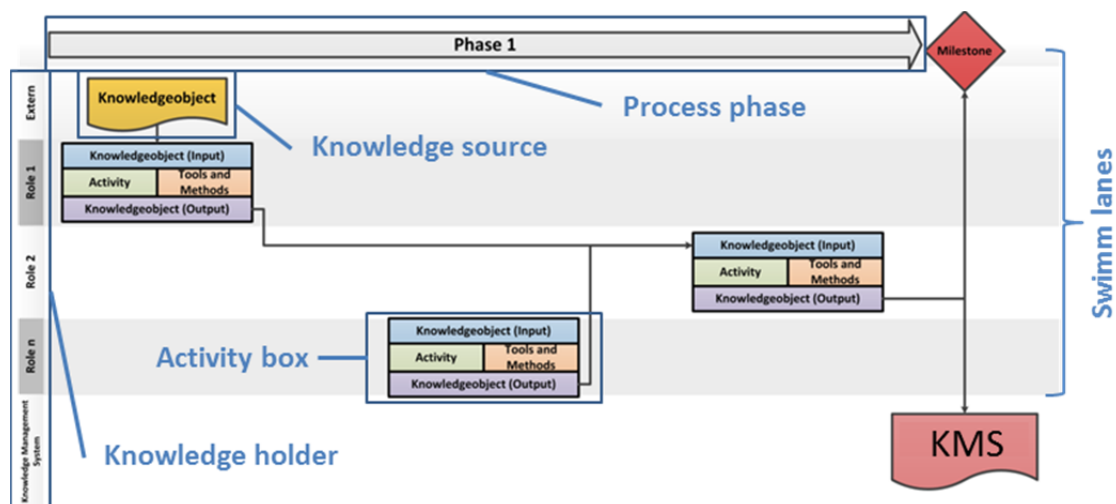 Phase 1
Milestone
Process phase
Extern
Knowledgeobject
Knowledge source
Role 1
Knowledgeobject (Input)
Activity
Tools and
Methods
Knowledgeobject (Output)
Swimm lanes
Role 2
Knowledgeobject (Input)
Activity
Tools and
Methods
Knowledgeobject (Output)
Role n
Activity box
Knowledgeobject (Input)
Activity
Tools and
Methods
Knowledgeobject (Output)
Knowledge Management
System
Knowledge holder
KMS